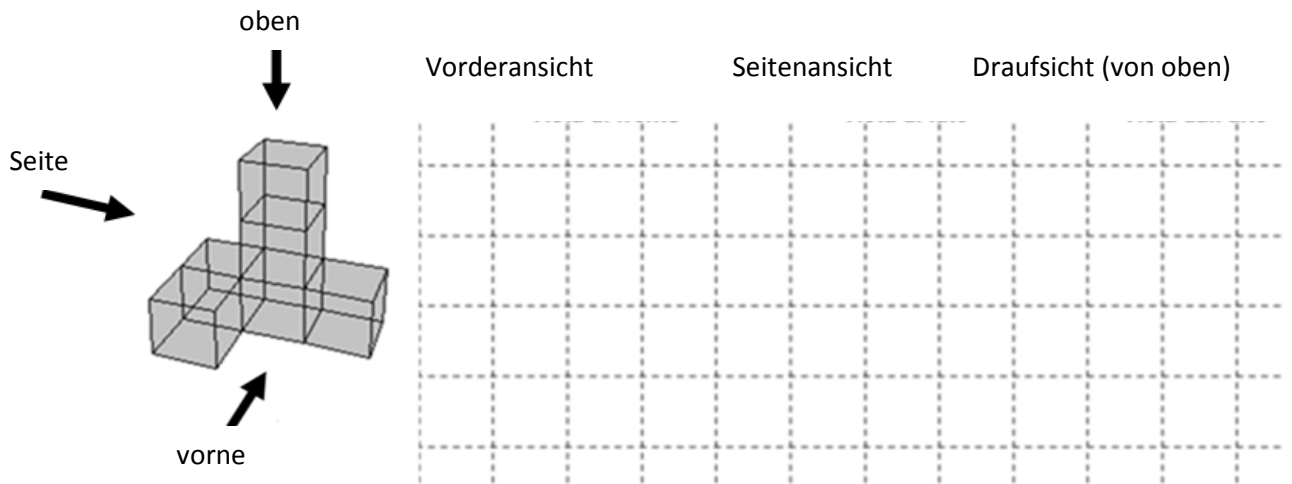 oben
Vorderansicht Seitenansicht Draufsicht (von oben)
Seite
vorne